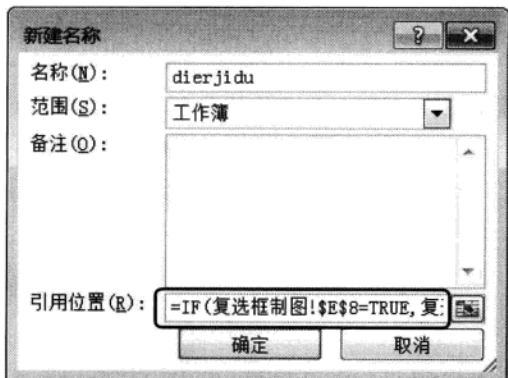 新建名称
名称(N): dierjidu
范围(S): 工作簿
备注(O):
引用位置(R): =IF(复选框制图!$E$8=TRUE,复
确定 取消